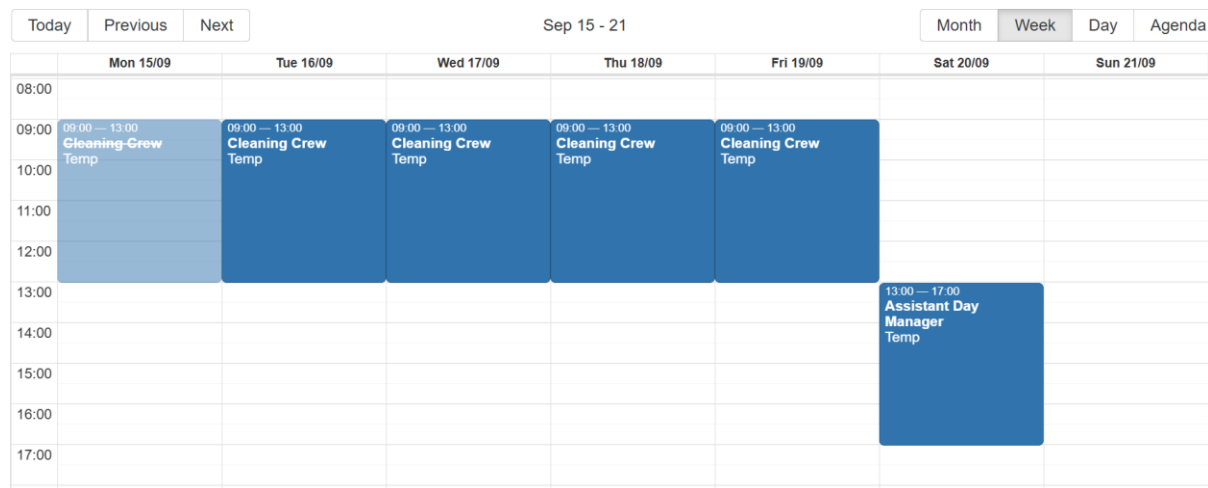 Today Previous Next Sep 15 - 21 Month Week Day Agenda
Mon 15/09 Tue 16/09 Wed 17/09 Thu 18/09 Fri 19/09 Sat 20/09 Sun 21/09
08:00
09:00 09:00 — 13:00 09:00 — 13:00 09:00 — 13:00 09:00 — 13:00 09:00 — 13:00
Cleaning Crew Cleaning Crew Cleaning Crew Cleaning Crew Cleaning Crew
Temp Temp Temp Temp Temp
10:00
11:00
12:00
13:00 13:00 — 17:00
Assistant Day
Manager
14:00 Temp
15:00
16:00
17:00